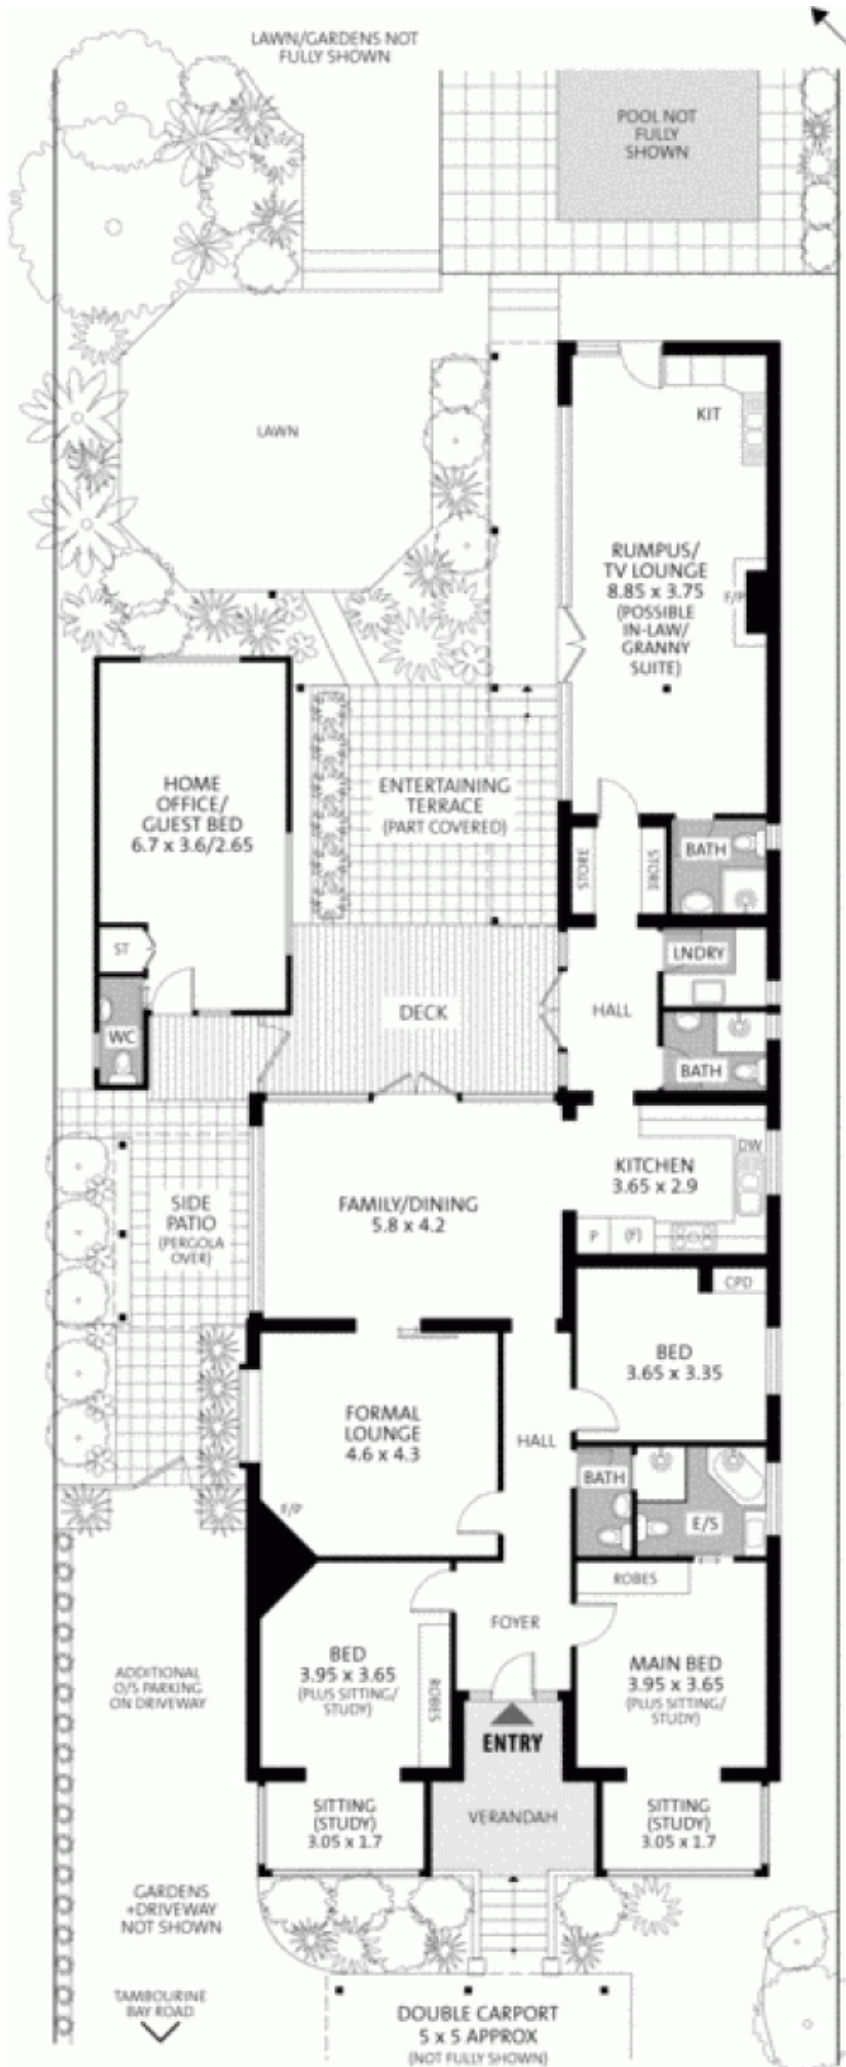 LAWN/GARDENS NOT
FULLY SHOWN
POOL NOT
FULLY
SHOWN
KIT
LAWN
RUMPUS/
TV LOUNGE
8.85 x 3.75
(POSSIBLE
IN-LAW/
GRANNY
SUITE)
F/P
HOME
OFFICE/
GUEST BED
6.7 x 3.6/2.65
ENTERTAINING
TERRACE
(PART COVERED)
STORE
STORE
BATH
ST
LNDRY
WC
DECK
HALL
BATH
KITCHEN
3.65 x 2.9
DW
P
(F)
SIDE
PATIO
(PERGOLA
OVER)
FAMILY/DINING
5.8 x 4.2
CPD
BED
3.65 x 3.35
FORMAL
LOUNGE
4.6 x 4.3
HALL
F/P
BATH
E/S
ROBES
FOYER
BED
3.95 x 3.65
(PLUS SITTING/
STUDY)
ROBES
MAIN BED
3.95 x 3.65
(PLUS SITTING/
STUDY)
ADDITIONAL
O/S PARKING
ON DRIVEWAY
ENTRY
SITTING
(STUDY)
3.05 x 1.7
VERANDAH
SITTING
(STUDY)
3.05 x 1.7
GARDENS
+DRIVEWAY
NOT SHOWN
TAMBOURINE
BAY ROAD
DOUBLE CARPORT
5 x 5 APPROX
(NOT FULLY SHOWN)